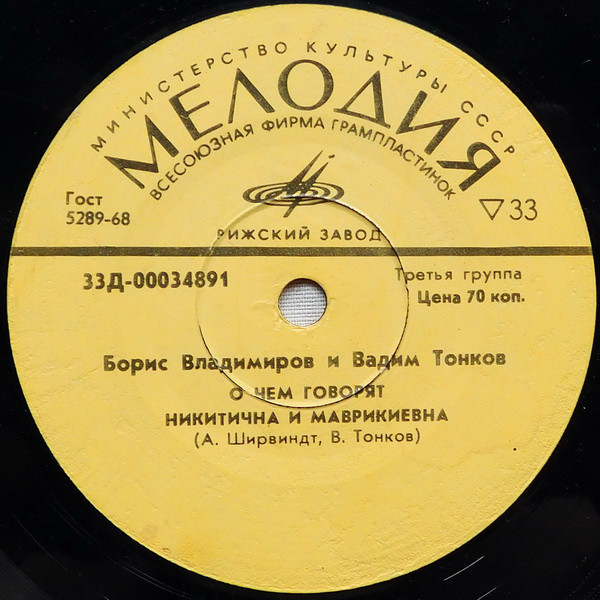 МИНИСТЕРСТВО КУЛЬТУРЫ СССР
МЕЛОДИЯ
ВСЕСОЮЗНАЯ ФИРМА ГРАМПЛАСТИНОК
Гост
5289-68
▽33
РИЖСКИЙ ЗАВОД
33Д-00034891
Третья группа
Цена 70 коп.
Борис Владимиров и Вадим Тонков
О ЧЕМ ГОВОРЯТ
НИКИТИЧНА И МАВРИКИЕВНА
(А. Ширвиндт, В. Тонков)